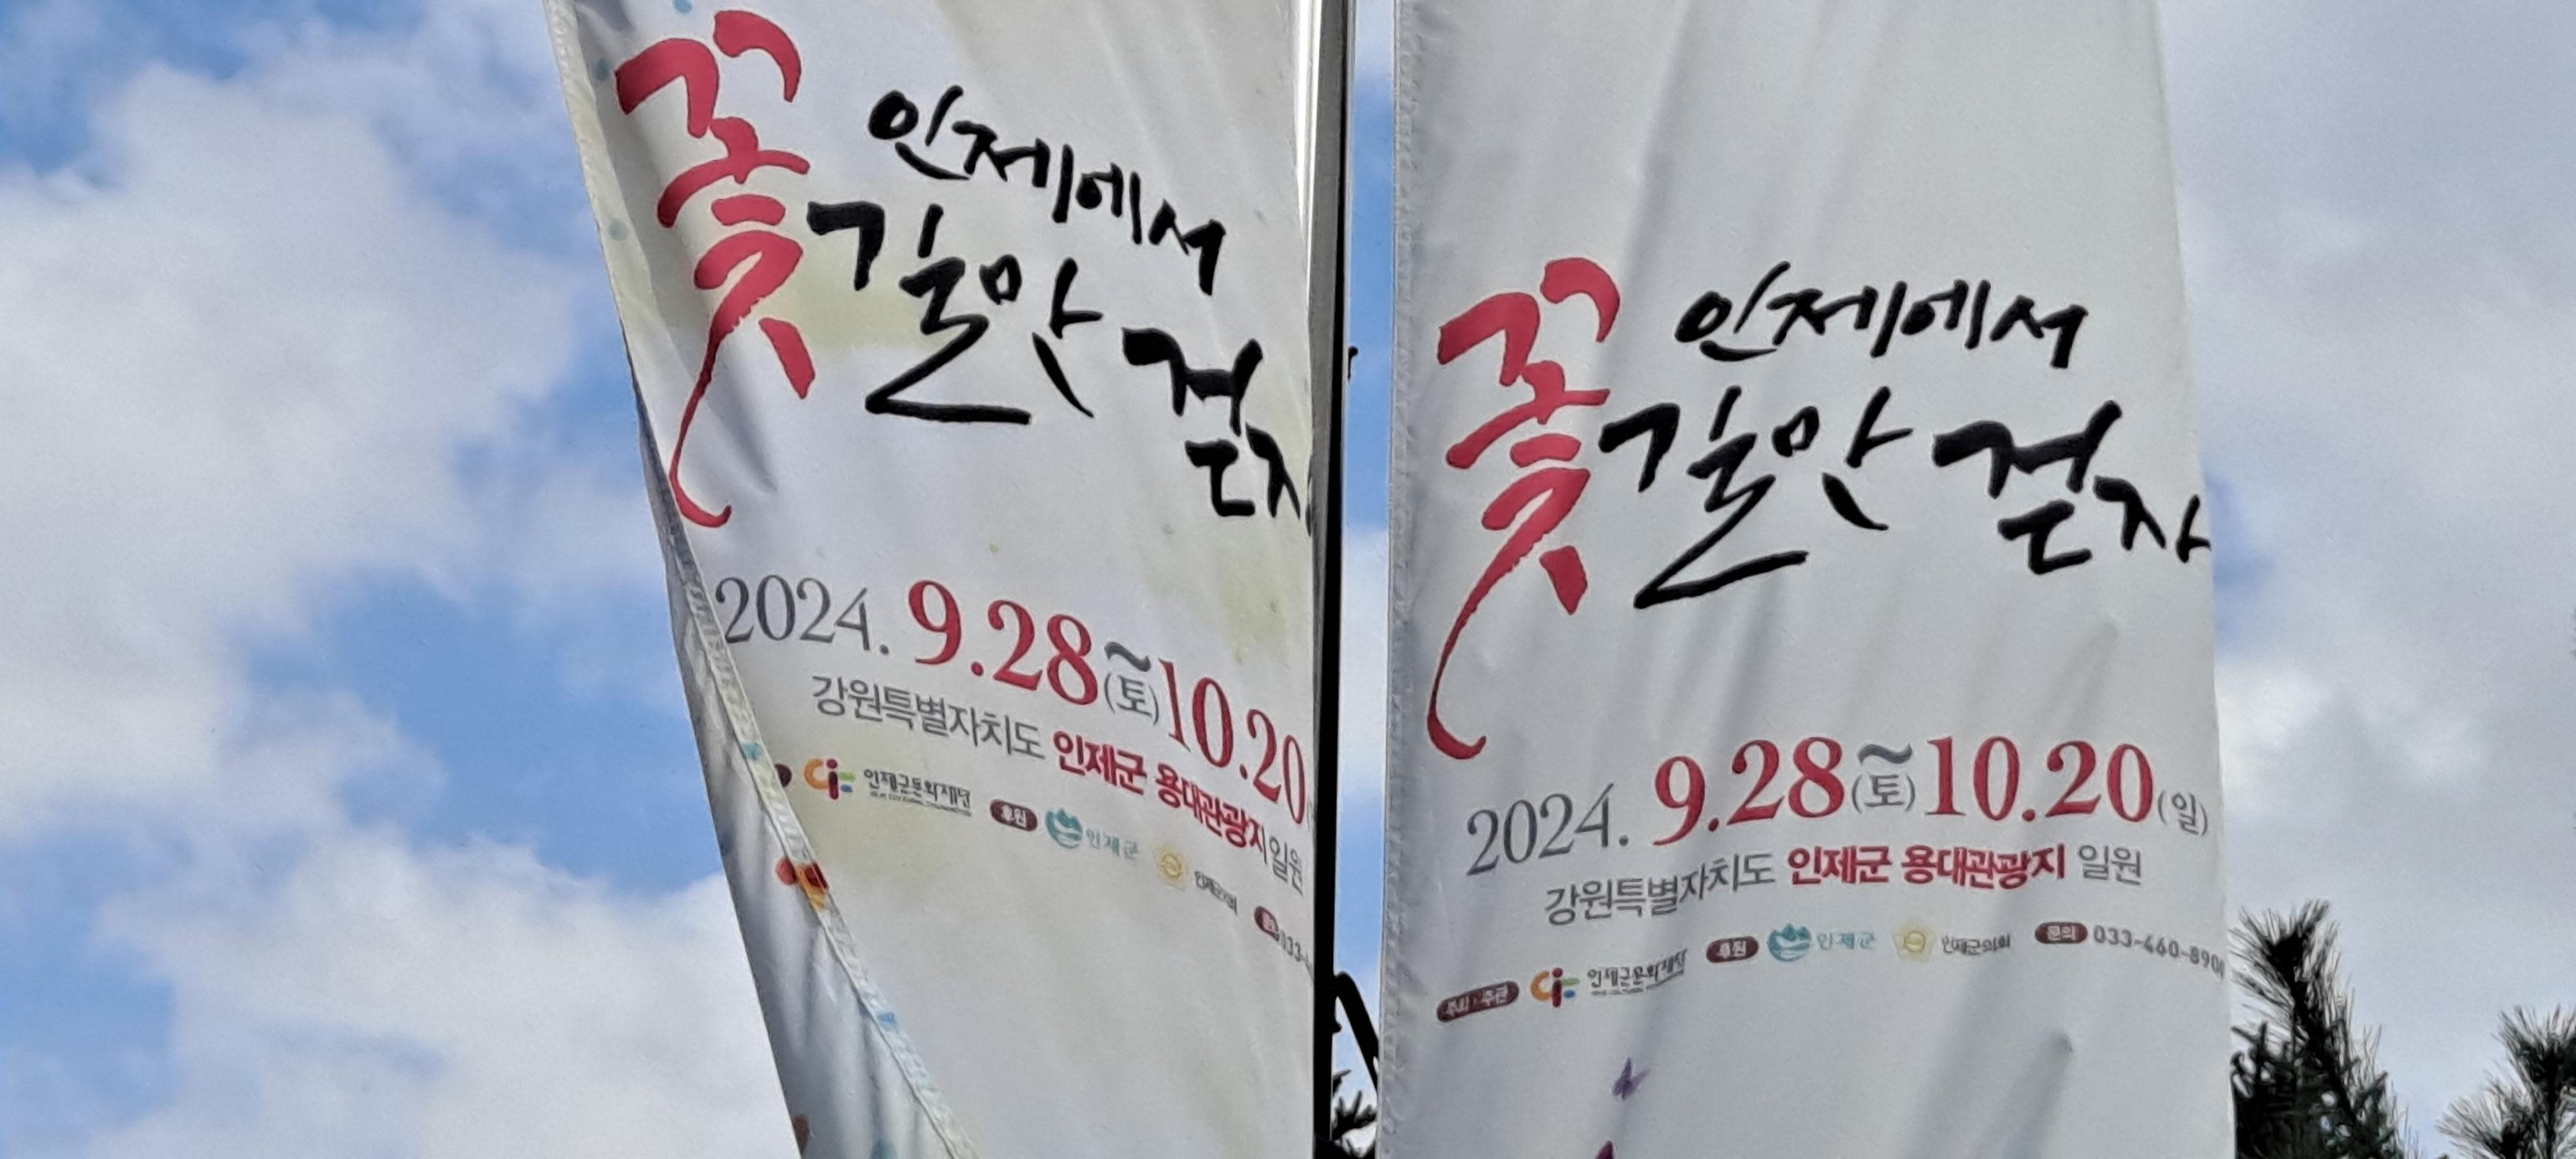 인제에서
꽃길만 걷자
2024. 9.28(토)~10.20
강원특별자치도 인제군 용대관광지 일원
인제군문화재단 후원 인제군 인제군의회 문의 033-
인제에서
꽃길만 걷자
2024. 9.28(토)~10.20(일)
강원특별자치도 인제군 용대관광지 일원
주최·주관 인제군문화재단 후원 인제군 인제군의회 문의 033-460-890